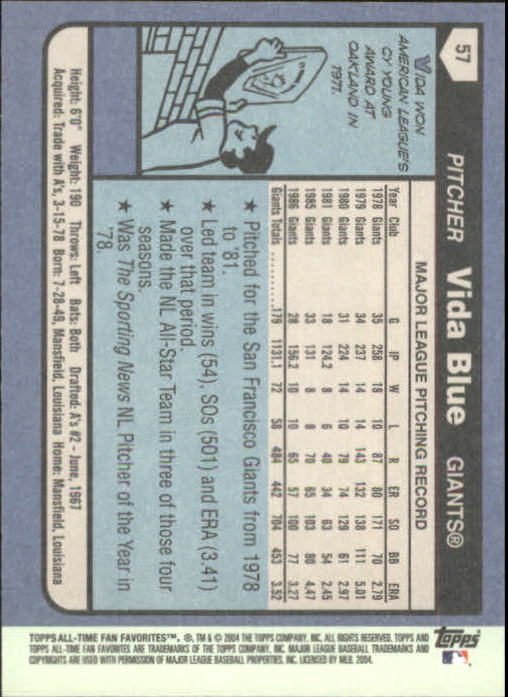 57
PITCHER Vida Blue GIANTS®
VIDA WON
AMERICAN LEAGUE'S
CY YOUNG
AWARD AT
OAKLAND IN
1971.
MAJOR LEAGUE PITCHING RECORD
Year Club G IP W L R ER SO BB ERA
1978 Giants 35 258 18 10 87 80 171 70 2.79
1979 Giants 34 237 14 14 143 132 138 111 5.01
1980 Giants 31 224 14 10 79 74 129 61 2.97
1981 Giants 18 124.2 8 6 40 34 63 54 2.45
1985 Giants 33 131 8 8 70 65 103 80 4.47
1986 Giants 28 156.2 10 10 65 57 100 77 3.27
Giants Totals ........... 179 1131.1 72 58 484 442 704 453 3.52
★ Pitched for the San Francisco Giants from 1978
to '81.
★ Led team in wins (54), SOs (501) and ERA (3.41)
over that period.
★ Made the NL All-Star Team in three of those four
seasons.
★ Was The Sporting News NL Pitcher of the Year in
'78.
Height: 6'0" Weight: 190 Throws: Left Bats: Both Drafted: A's #2 - June, 1967
Acquired: Trade with A's, 3-15-78 Born: 7-28-49, Mansfield, Louisiana Home: Mansfield, Louisiana
TOPPS ALL-TIME FAN FAVORITES™, ®, TM & © 2004 THE TOPPS COMPANY, INC. ALL RIGHTS RESERVED. TOPPS AND
TOPPS ALL-TIME FAN FAVORITES ARE TRADEMARKS OF THE TOPPS COMPANY, INC. MAJOR LEAGUE BASEBALL TRADEMARKS AND
COPYRIGHTS ARE USED WITH PERMISSION OF MAJOR LEAGUE BASEBALL PROPERTIES, INC. LICENSED BY MLB 2004.
Topps